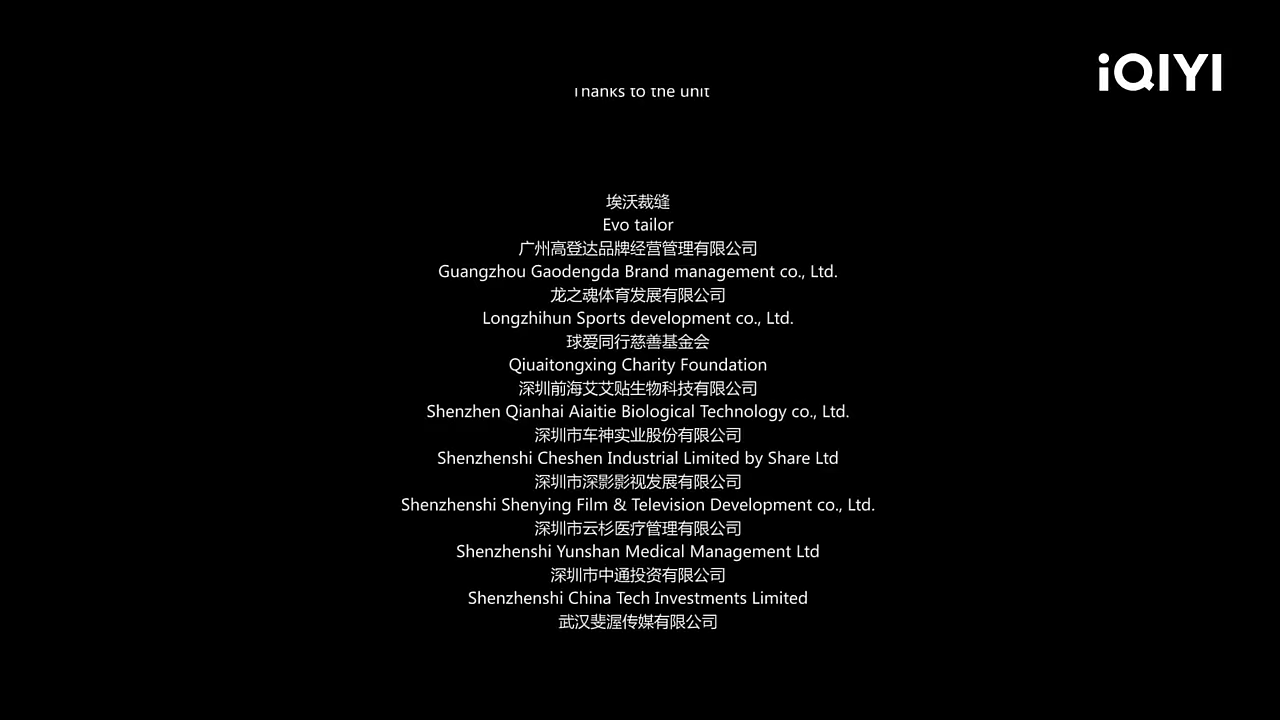 iQIYI
Thanks to the unit
埃沃裁缝
Evo tailor
广州高登达品牌经营管理有限公司
Guangzhou Gaodengda Brand management co., Ltd.
龙之魂体育发展有限公司
Longzhihun Sports development co., Ltd.
球爱同行慈善基金会
Qiuaitongxing Charity Foundation
深圳前海艾艾贴生物科技有限公司
Shenzhen Qianhai Aiaitie Biological Technology co., Ltd.
深圳市车神实业股份有限公司
Shenzhenshi Cheshen Industrial Limited by Share Ltd
深圳市深影影视发展有限公司
Shenzhenshi Shenying Film & Television Development co., Ltd.
深圳市云杉医疗管理有限公司
Shenzhenshi Yunshan Medical Management Ltd
深圳市中通投资有限公司
Shenzhenshi China Tech Investments Limited
武汉斐渥传媒有限公司